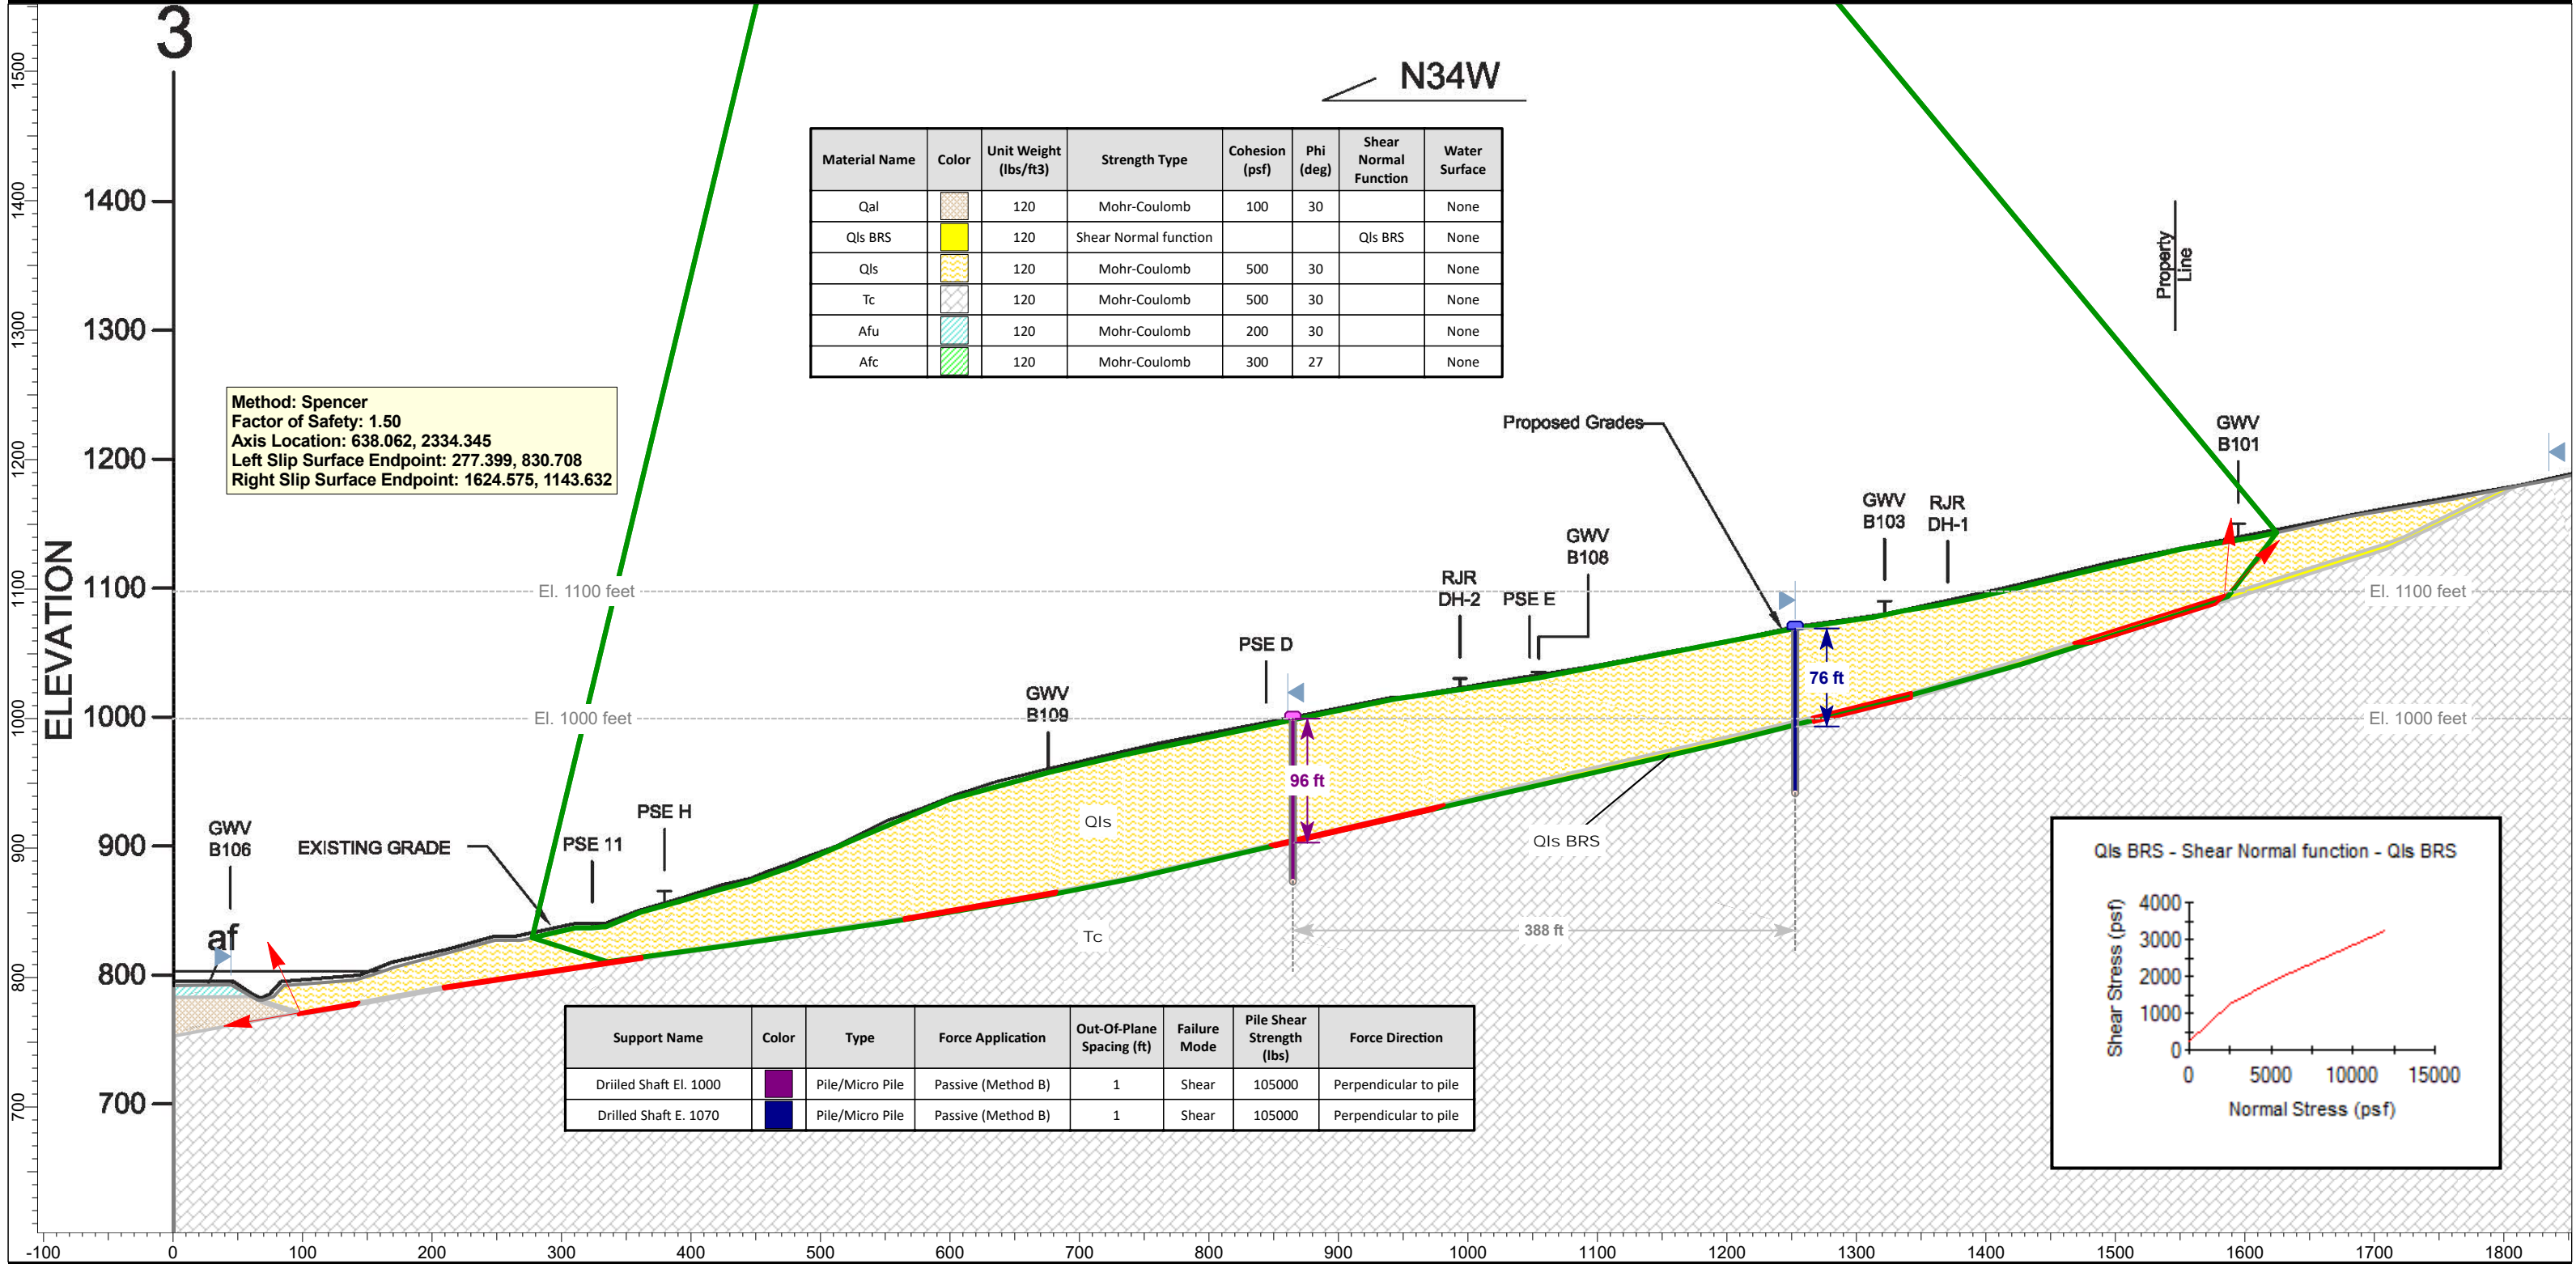 3
N34W
Material Name Color Unit Weight (lbs/ft3) Strength Type Cohesion (psf) Phi (deg) Shear Normal Function Water Surface
Qal 120 Mohr-Coulomb 100 30 None
Qls BRS 120 Shear Normal function Qls BRS None
Qls 120 Mohr-Coulomb 500 30 None
Tc 120 Mohr-Coulomb 500 30 None
Afu 120 Mohr-Coulomb 200 30 None
Afc 120 Mohr-Coulomb 300 27 None
Method: Spencer
Factor of Safety: 1.50
Axis Location: 638.062, 2334.345
Left Slip Surface Endpoint: 277.399, 830.708
Right Slip Surface Endpoint: 1624.575, 1143.632
Property
Line
ELEVATION
1400
1300
1200
1100
1000
900
800
700
1500
1400
1300
1200
1100
1000
900
800
700
Proposed Grades
GWV
B101
GWV
B103
RJR
DH-1
GWV
B108
RJR
DH-2
PSE E
PSE D
GWV
B109
El. 1100 feet
El. 1100 feet
El. 1000 feet
El. 1000 feet
76 ft
96 ft
388 ft
PSE H
PSE 11
EXISTING GRADE
GWV
B106
af
Qls
Qls BRS
Tc
Support Name Color Type Force Application Out-Of-Plane Spacing (ft) Failure Mode Pile Shear Strength (lbs) Force Direction
Driiled Shaft El. 1000 Pile/Micro Pile Passive (Method B) 1 Shear 105000 Perpendicular to pile
Drilled Shaft E. 1070 Pile/Micro Pile Passive (Method B) 1 Shear 105000 Perpendicular to pile
Qls BRS - Shear Normal function - Qls BRS
Shear Stress (psf)
4000
3000
2000
1000
0
0 5000 10000 15000
Normal Stress (psf)
-100 0 100 200 300 400 500 600 700 800 900 1000 1100 1200 1300 1400 1500 1600 1700 1800